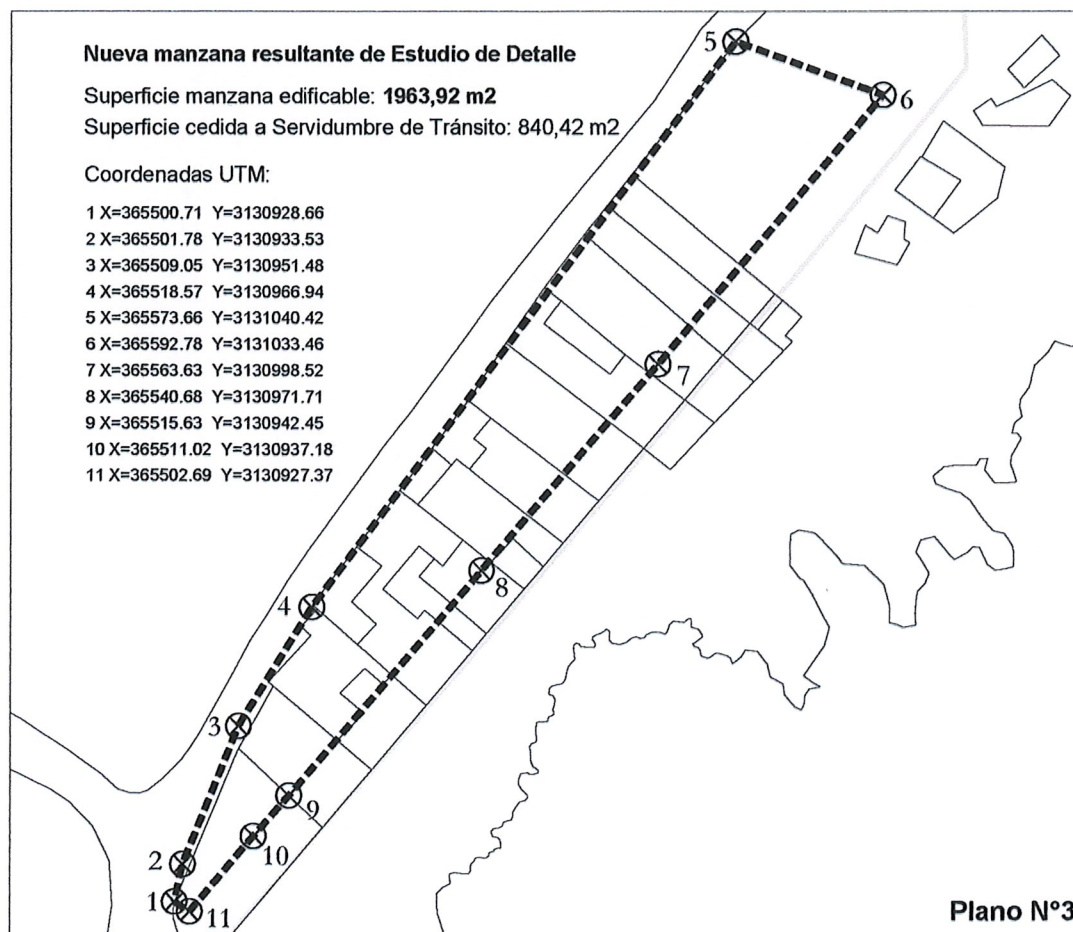 Nueva manzana resultante de Estudio de Detalle
Superficie manzana edificable: 1963,92 m2
Superficie cedida a Servidumbre de Tránsito: 840,42 m2
Coordenadas UTM:
1 X=365500.71 Y=3130928.66
2 X=365501.78 Y=3130933.53
3 X=365509.05 Y=3130951.48
4 X=365518.57 Y=3130966.94
5 X=365573.66 Y=3131040.42
6 X=365592.78 Y=3131033.46
7 X=365563.63 Y=3130998.52
8 X=365540.68 Y=3130971.71
9 X=365515.63 Y=3130942.45
10 X=365511.02 Y=3130937.18
11 X=365502.69 Y=3130927.37
5
6
7
8
4
3
9
10
2
1
11
Plano N°3